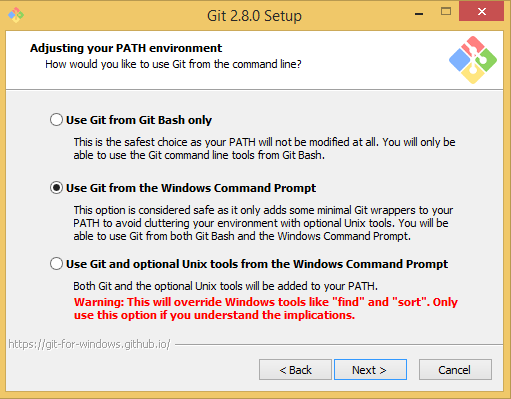 Git 2.8.0 Setup
Adjusting your PATH environment
How would you like to use Git from the command line?
Use Git from Git Bash only
This is the safest choice as your PATH will not be modified at all. You will only be
able to use the Git command line tools from Git Bash.
Use Git from the Windows Command Prompt
This option is considered safe as it only adds some minimal Git wrappers to your
PATH to avoid cluttering your environment with optional Unix tools. You will be
able to use Git from both Git Bash and the Windows Command Prompt.
Use Git and optional Unix tools from the Windows Command Prompt
Both Git and the optional Unix tools will be added to your PATH.
Warning: This will override Windows tools like "find" and "sort". Only
use this option if you understand the implications.
https://git-for-windows.github.io/
< Back Next > Cancel